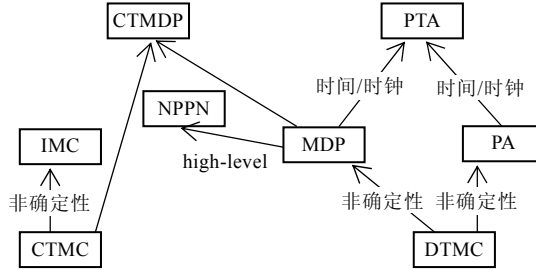 CTMDP
PTA
时间/时钟
时间/时钟
NPPN
IMC
MDP
PA
high-level
非确定性
非确定性
非确定性
CTMC
DTMC